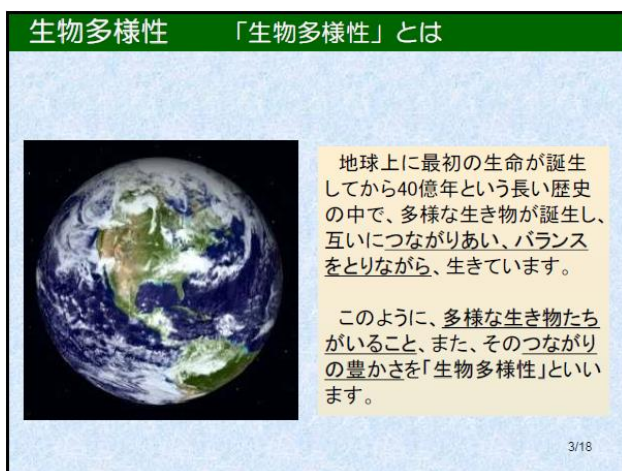 生物多様性 「生物多様性」とは
地球上に最初の生命が誕生
してから40億年という長い歴史
の中で、多様な生き物が誕生し、
互いにつながりあい、バランス
をとりながら、生きています。
このように、多様な生き物たち
がいること、また、そのつながり
の豊かさを「生物多様性」といい
ます。
3/18